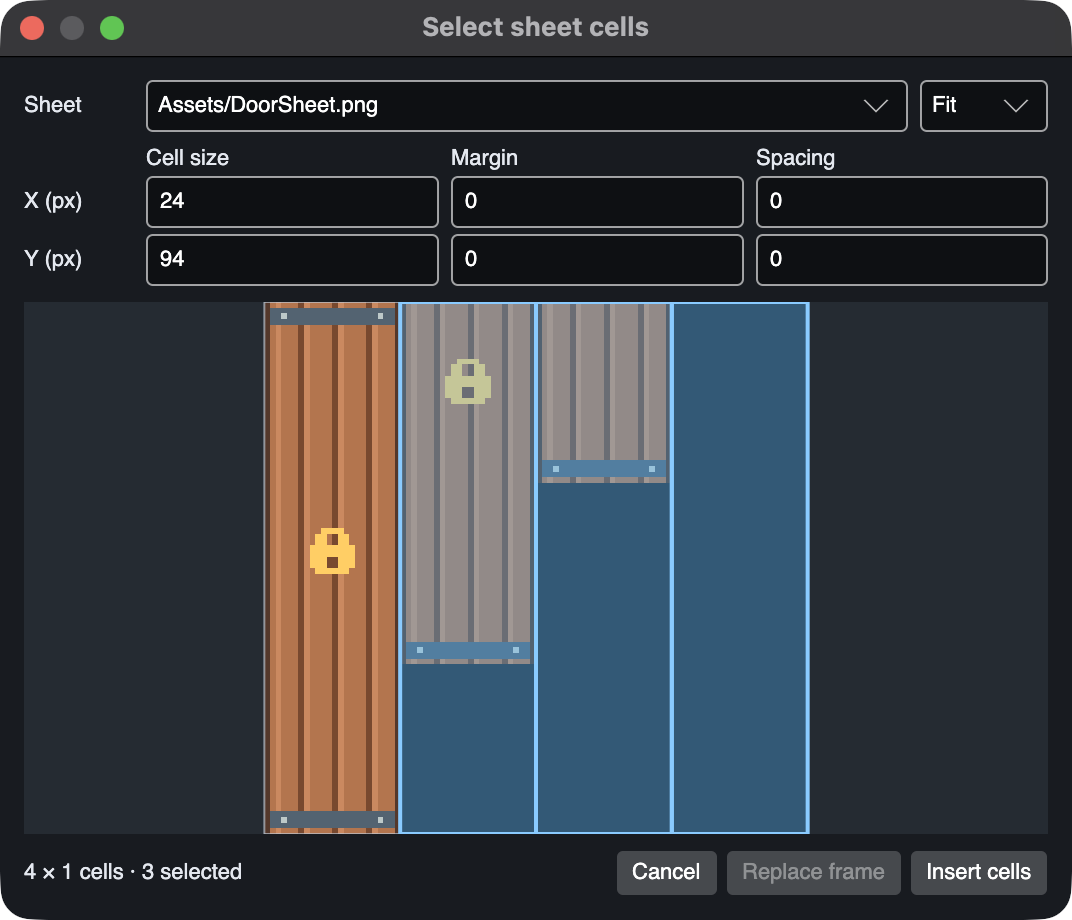 Select sheet cells
Sheet
Assets/DoorSheet.png
Fit
Cell size
Margin
Spacing
X (px)
24
0
0
Y (px)
94
0
0
4 × 1 cells · 3 selected
Cancel
Replace frame
Insert cells